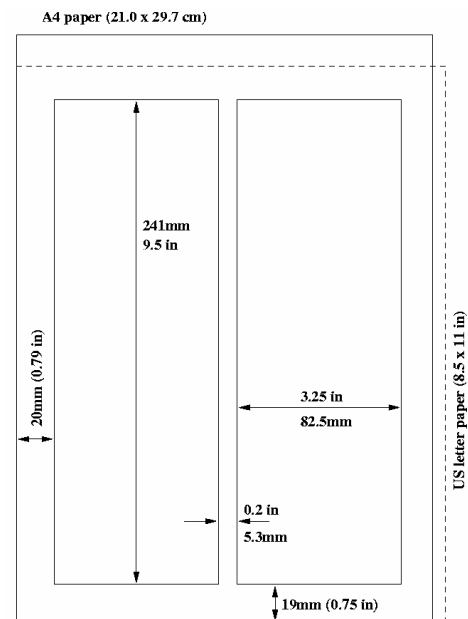 A4 paper (21.0 x 29.7 cm)
241mm
9.5 in
20mm (0.79 in)
3.25 in
82.5mm
US letter paper (8.5 x 11 in)
0.2 in
5.3mm
19mm (0.75 in)